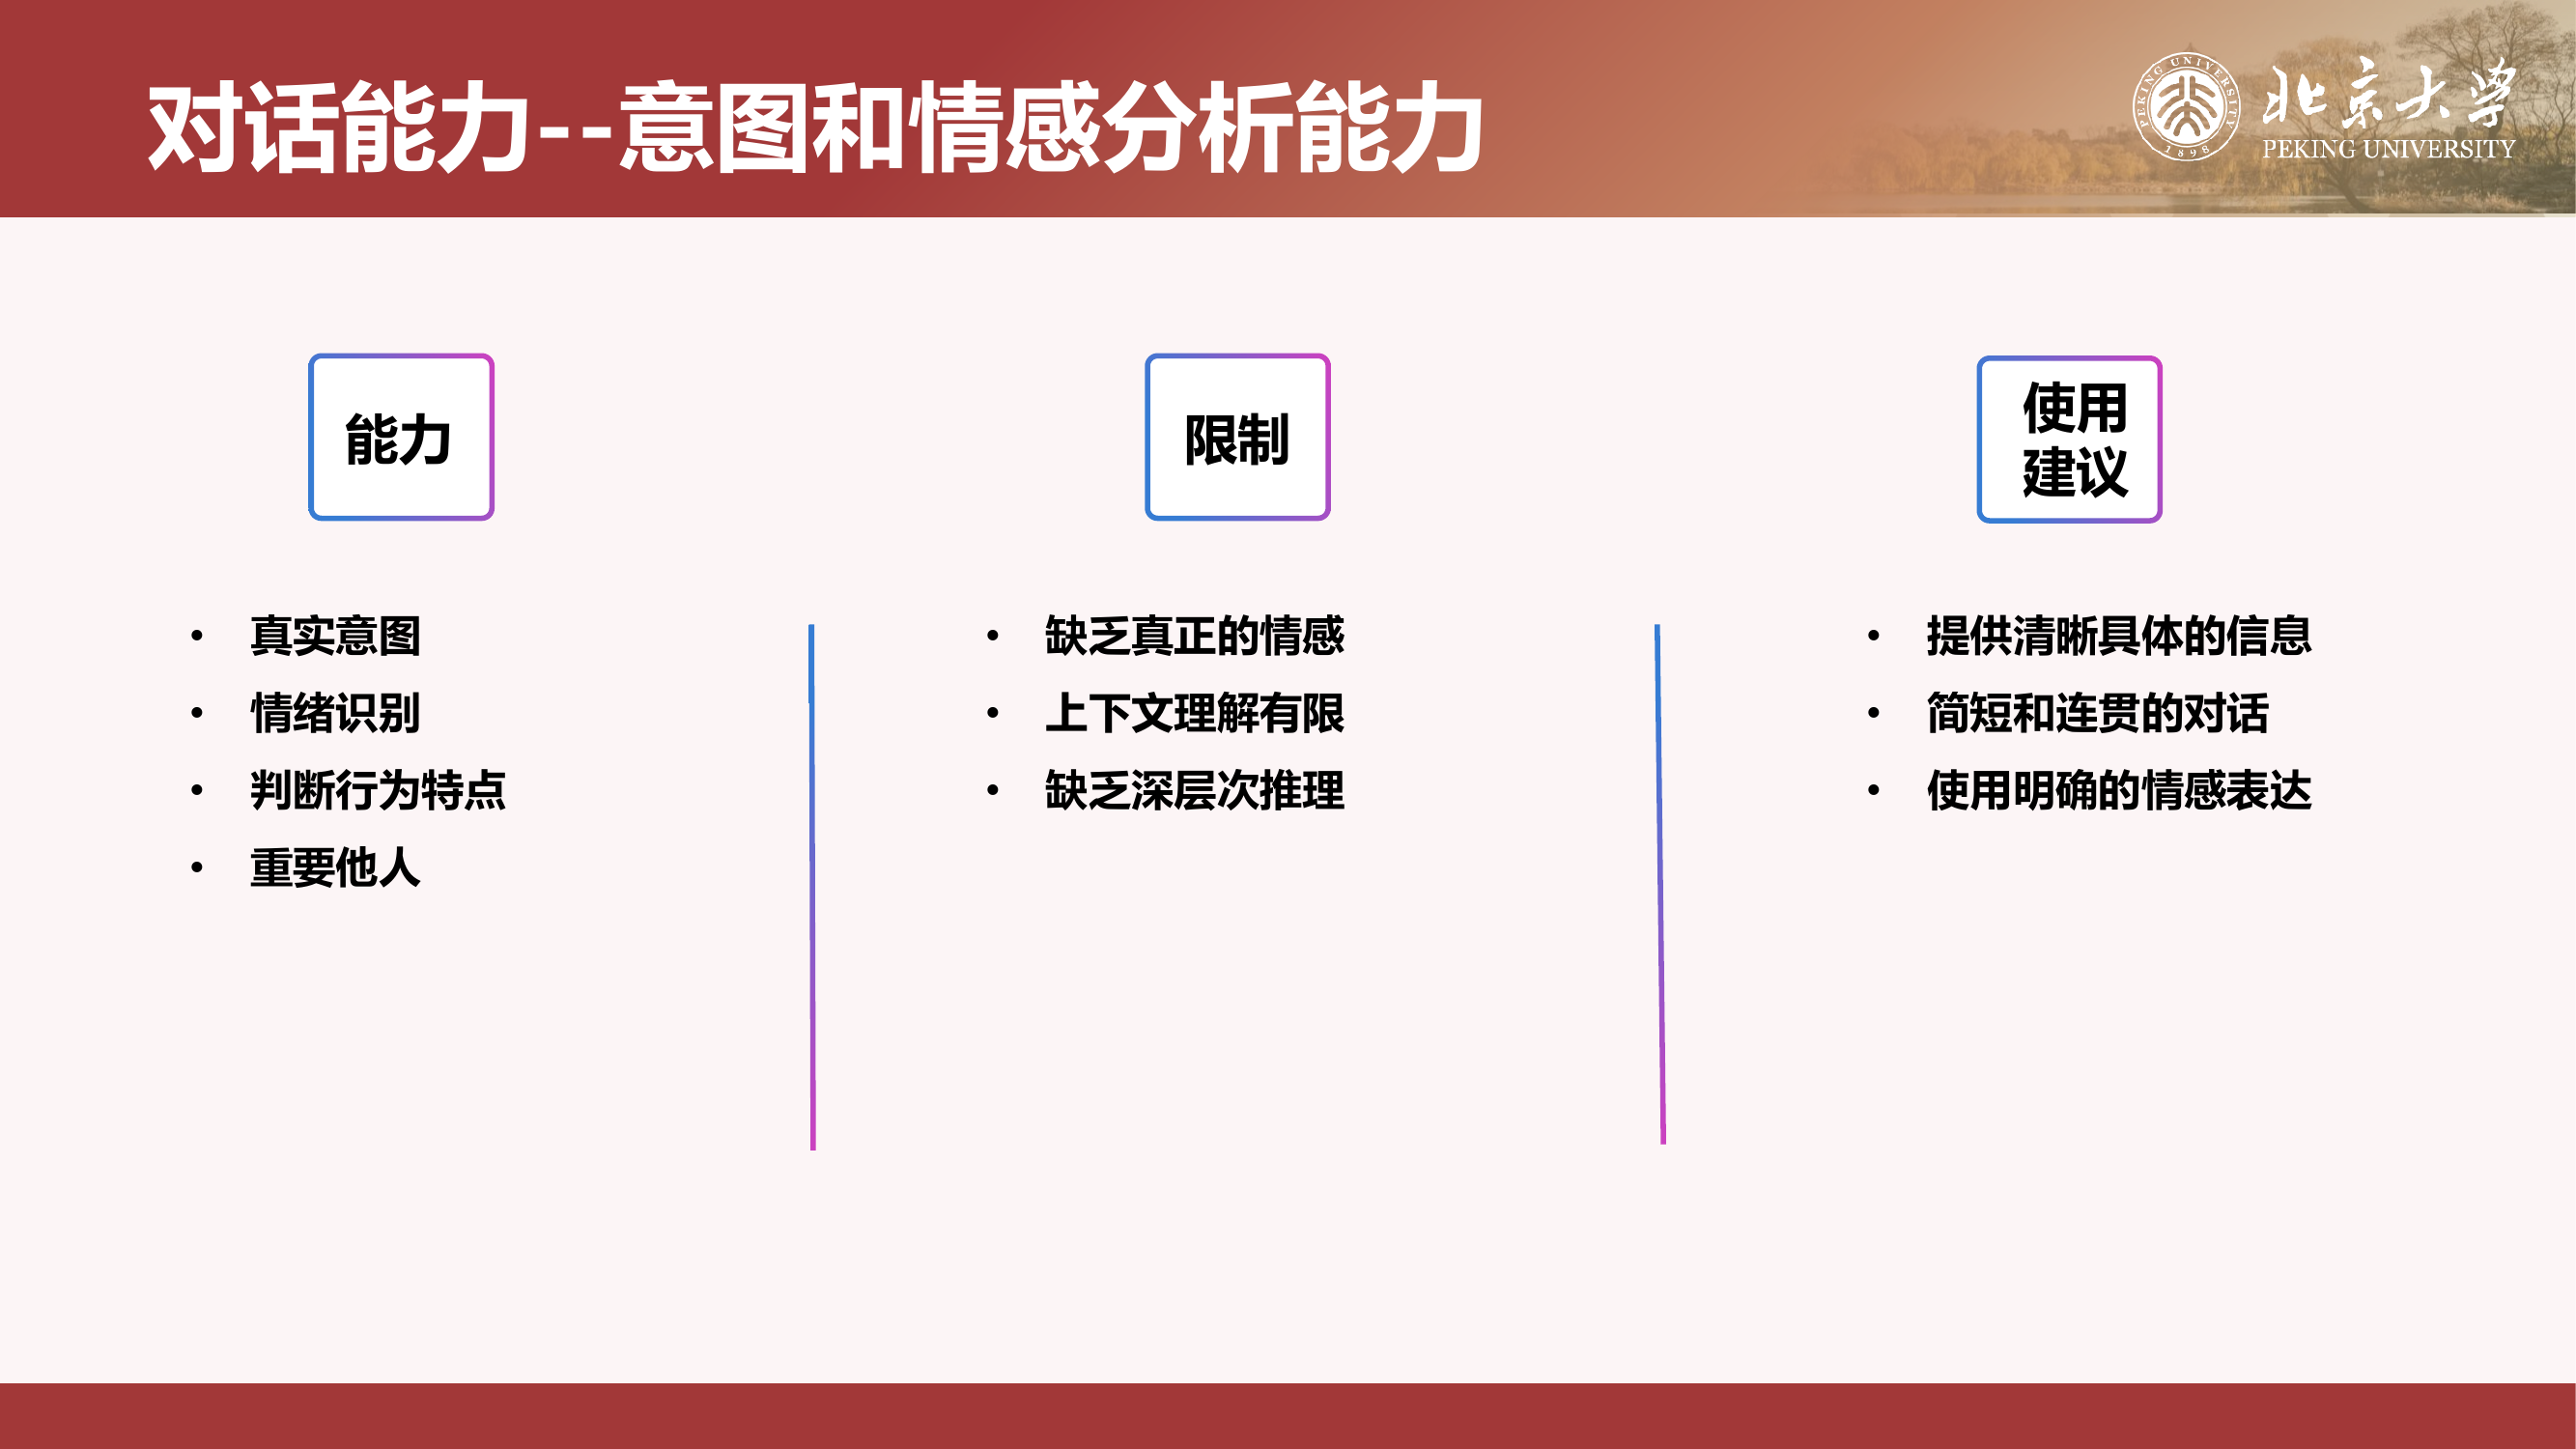 对话能力--意图和情感分析能力
PEKING UNIVERSITY
1898
北京大学
PEKING UNIVERSITY
能力
• 真实意图
• 情绪识别
• 判断行为特点
• 重要他人
限制
• 缺乏真正的情感
• 上下文理解有限
• 缺乏深层次推理
使用
建议
• 提供清晰具体的信息
• 简短和连贯的对话
• 使用明确的情感表达